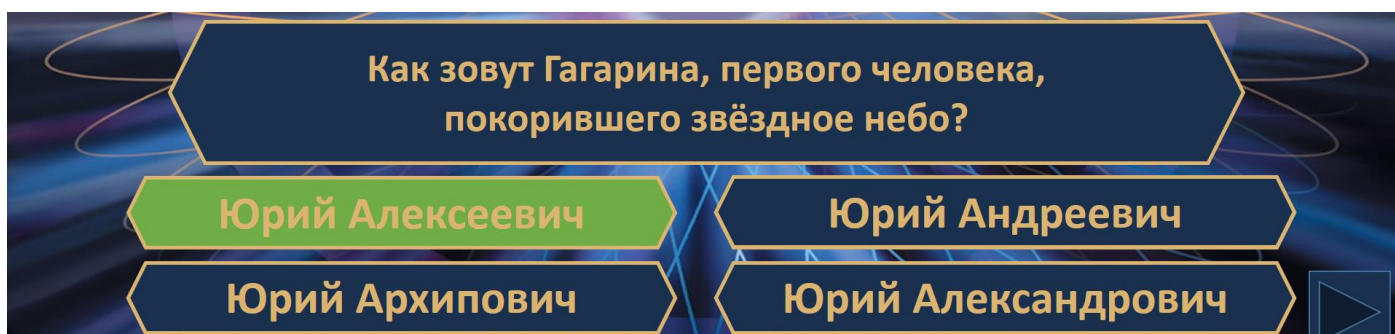 Как зовут Гагарина, первого человека,
покорившего звёздное небо?
Юрий Алексеевич
Юрий Андреевич
Юрий Архипович
Юрий Александрович